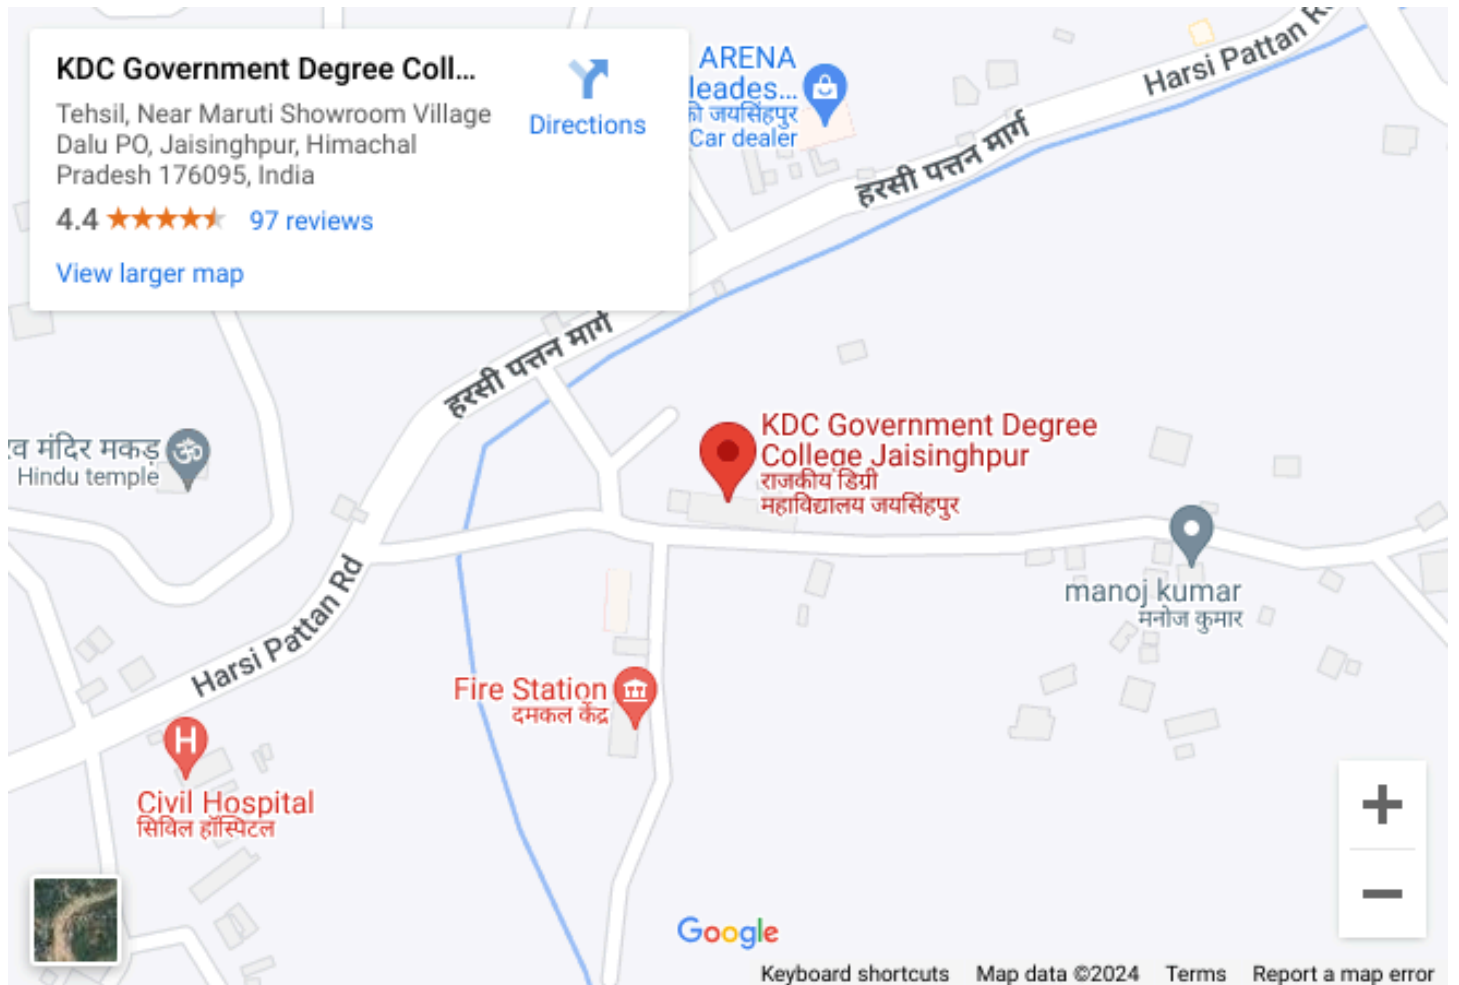 KDC Government Degree Coll...
Tehsil, Near Maruti Showroom Village
Dalu PO, Jaisinghpur, Himachal
Pradesh 176095, India
4.4
97 reviews
View larger map
Directions
ARENA
leades...
की जयसिंहपुर
Car dealer
Harsi Pattan
हरसी पत्तन मार्ग
हरसी पत्तन मार्ग
मंदिर मकड़
Hindu temple
KDC Government Degree
College Jaisinghpur
राजकीय डिग्री
महाविद्यालय जयसिंहपुर
manoj kumar
मनोज कुमार
Harsi Pattan Rd
Fire Station
दमकल केंद्र
H
Civil Hospital
सिविल हॉस्पिटल
Google
Keyboard shortcuts Map data ©2024 Terms Report a map error